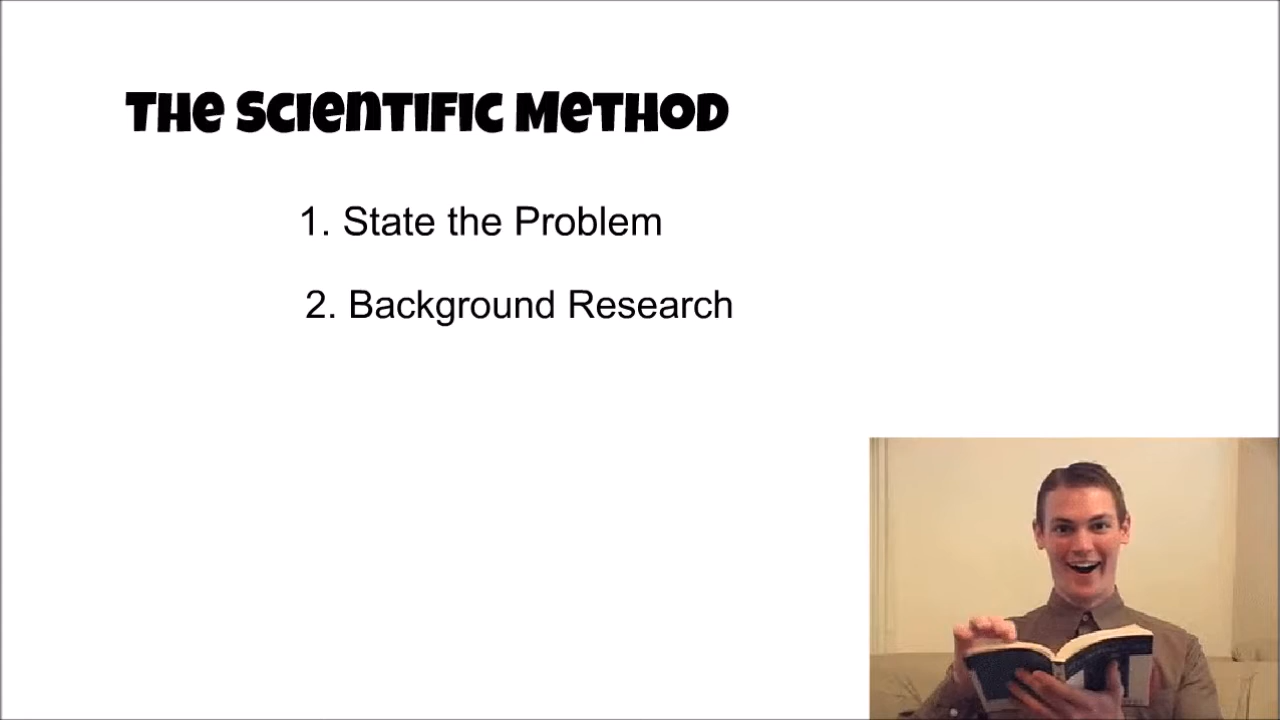 The Scientific Method
1. State the Problem
2. Background Research